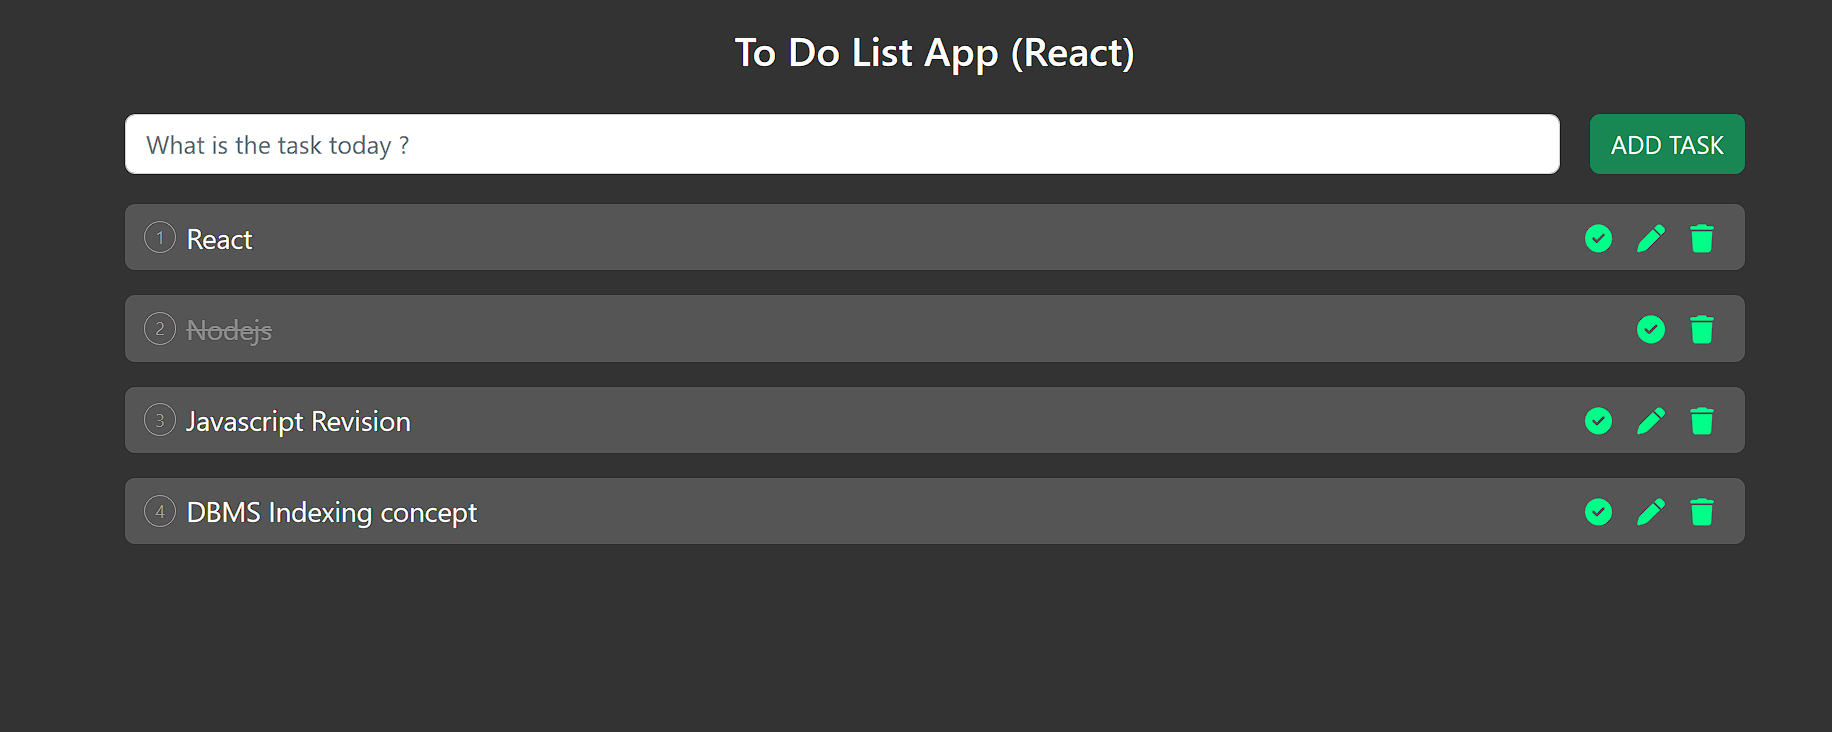 To Do List App (React)
What is the task today ?
ADD TASK
1 React
2 Nodejs
3 Javascript Revision
4 DBMS Indexing concept